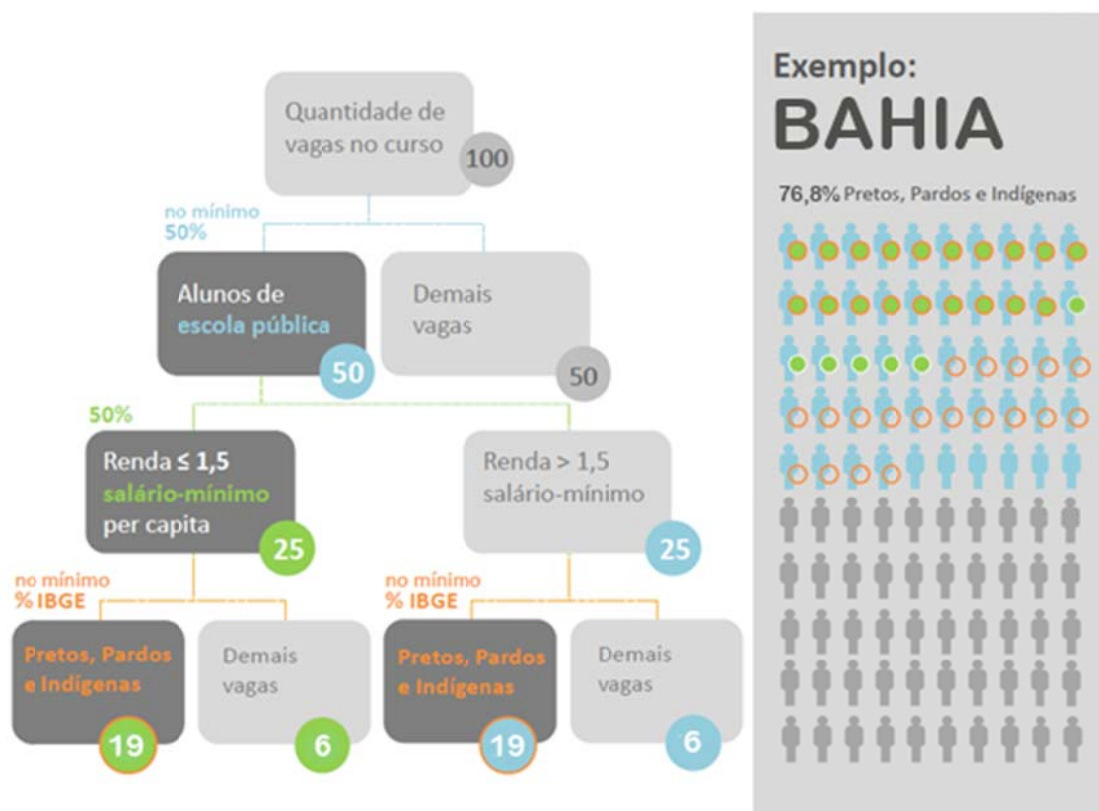 Quantidade de
vagas no curso
100
no mínimo
50%
Alunos de
escola pública
50
Demais
vagas
50
50%
Renda ≤ 1,5
salário-mínimo
per capita
25
Renda > 1,5
salário-mínimo
25
no mínimo
% IBGE
Pretos, Pardos
e Indígenas
19
Demais
vagas
6
no mínimo
% IBGE
Pretos, Pardos
e Indígenas
19
Demais
vagas
6
Exemplo:
BAHIA
76,8% Pretos, Pardos e Indígenas